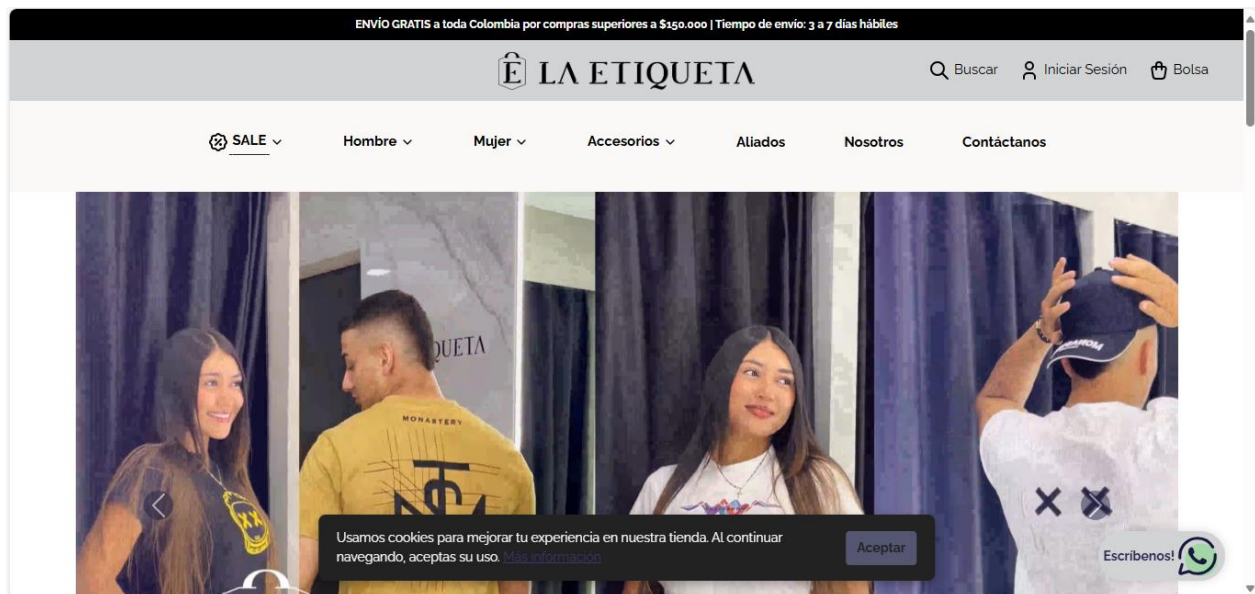 ENVÍO GRATIS a toda Colombia por compras superiores a $150.000 | Tiempo de envío: 3 a 7 días hábiles
LA ETIQUETA
Buscar
Iniciar Sesión
Bolsa
SALE
Hombre
Mujer
Accesorios
Aliados
Nosotros
Contáctanos
MONASTERY
Usamos cookies para mejorar tu experiencia en nuestra tienda. Al continuar
navegando, aceptas su uso. Más información
Aceptar
Escríbenos!